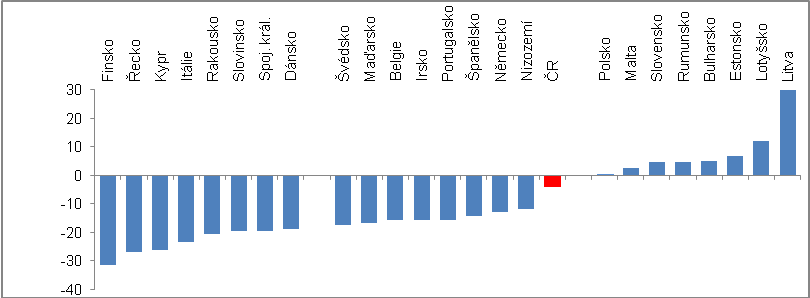 Finsko
Řecko
Kypr
Itálie
Rakousko
Slovinsko
Spoj. král.
Dánsko
Švédsko
Maďarsko
Belgie
Irsko
Portugalsko
Španělsko
Německo
Nizozemí
ČR
Polsko
Malta
Slovensko
Rumunsko
Bulharsko
Estonsko
Lotyšsko
Litva
30
20
10
0
-10
-20
-30
-40